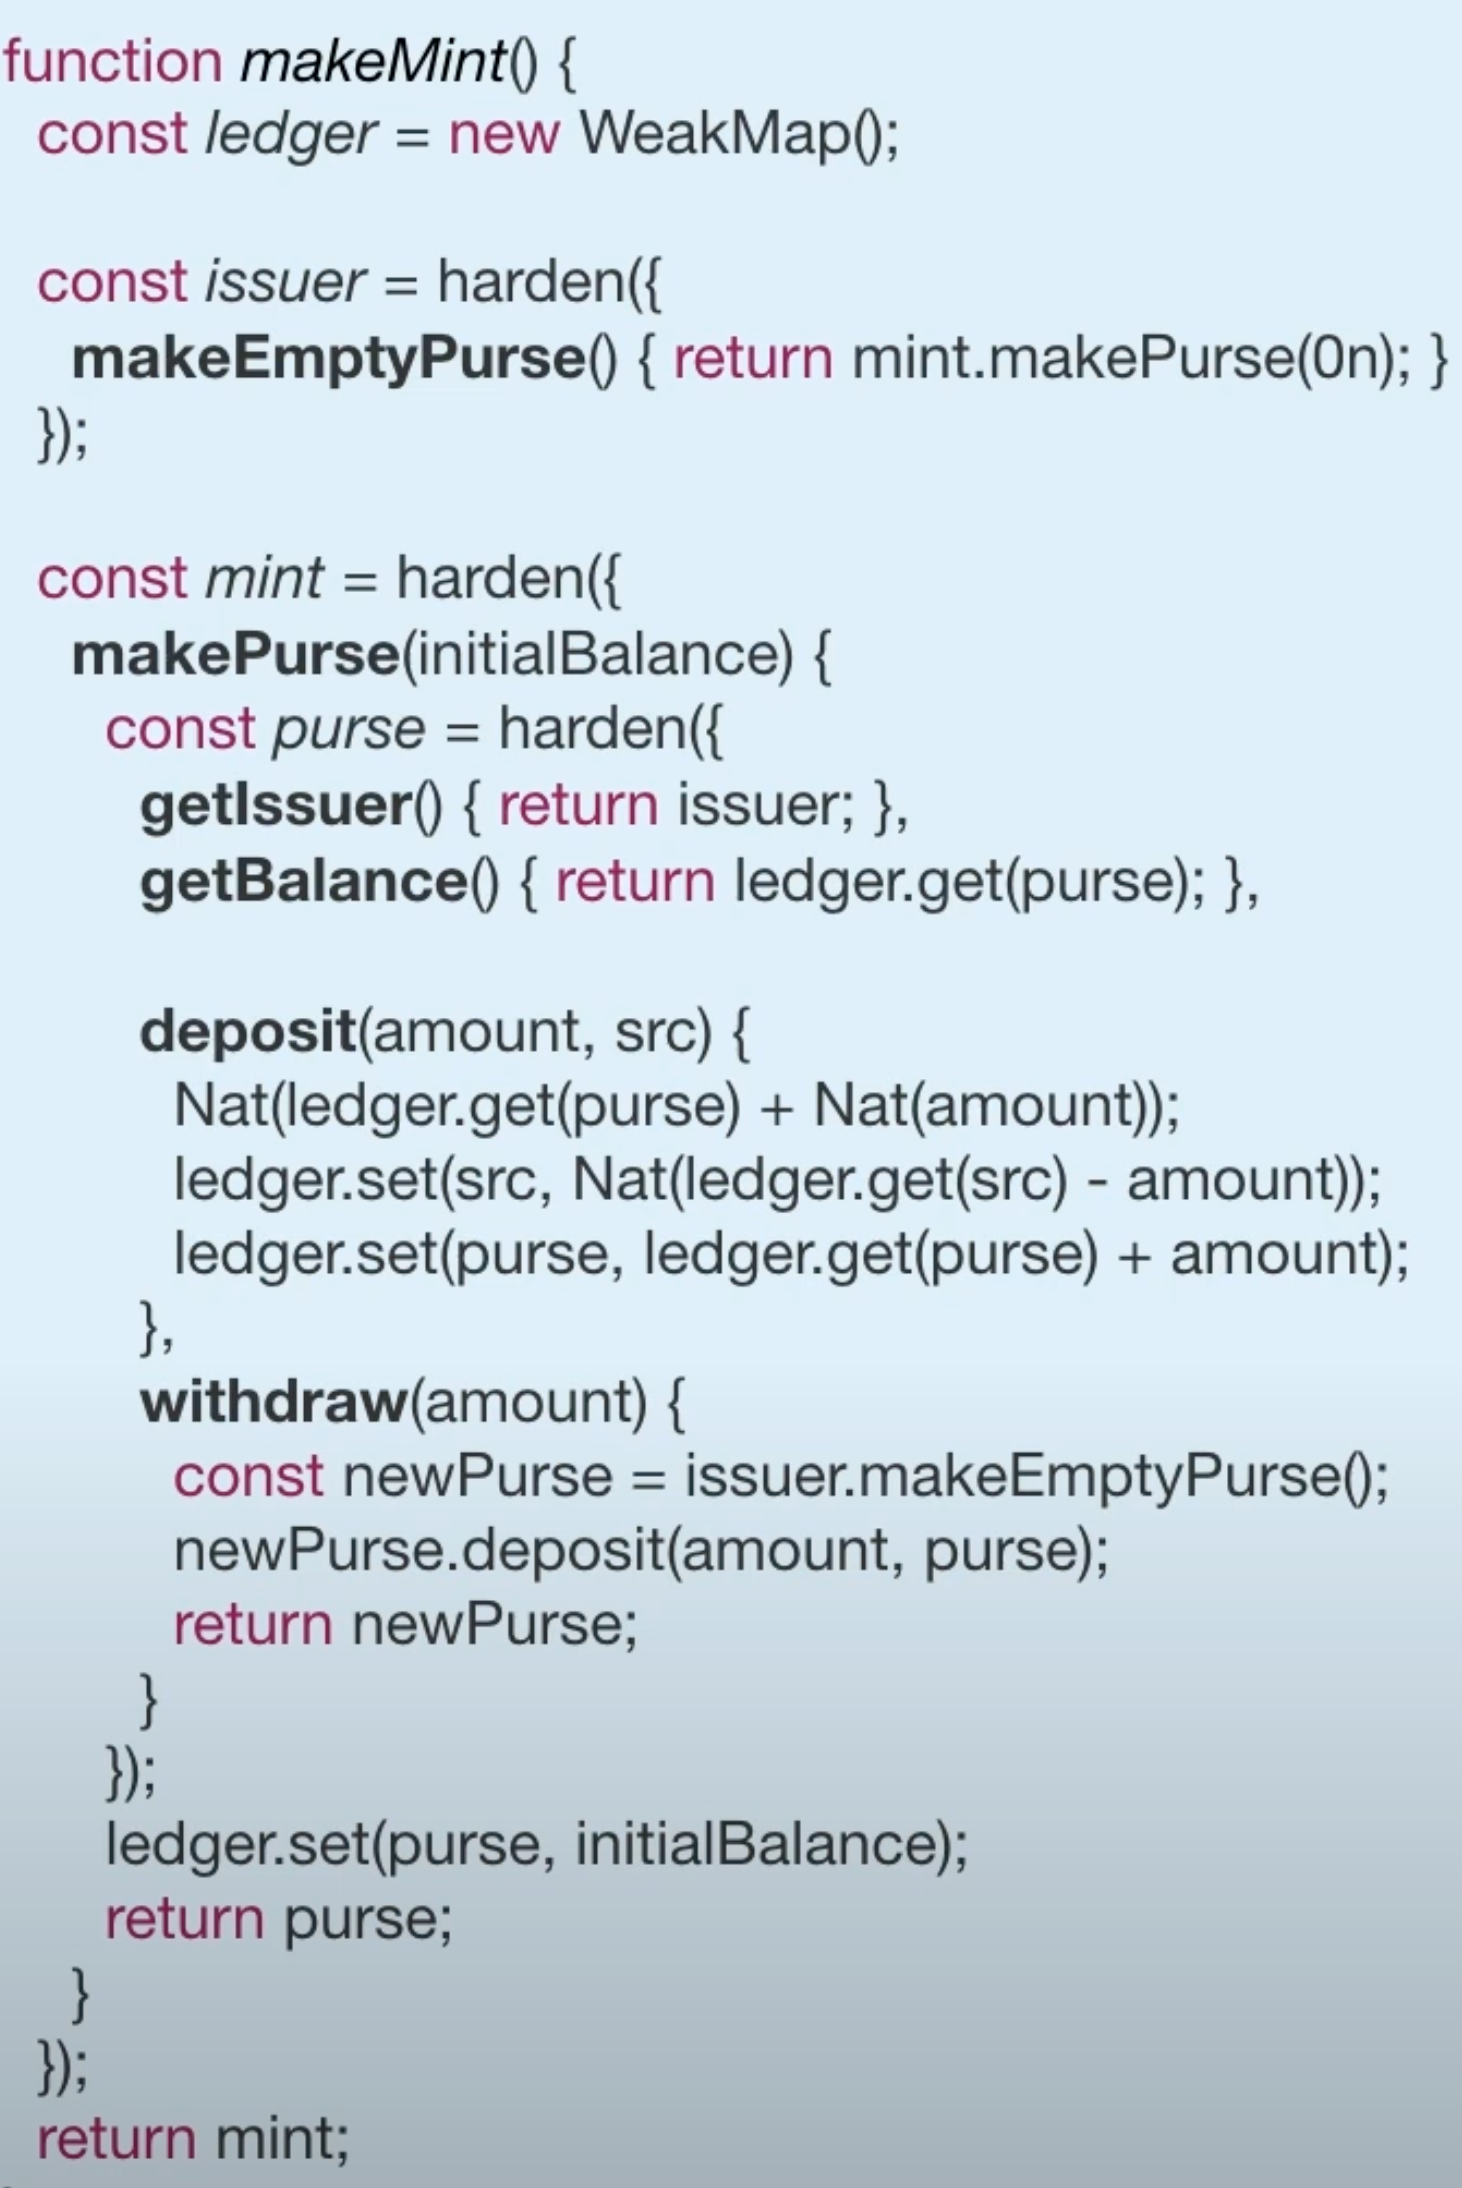 function makeMint() {
const ledger = new WeakMap();
const issuer = harden({
makeEmptyPurse() { return mint.makePurse(0n); }
});
const mint = harden({
makePurse(initialBalance) {
const purse = harden({
getIssuer() { return issuer; },
getBalance() { return ledger.get(purse); },
deposit(amount, src) {
Nat(ledger.get(purse) + Nat(amount));
ledger.set(src, Nat(ledger.get(src) - amount));
ledger.set(purse, ledger.get(purse) + amount);
},
withdraw(amount) {
const newPurse = issuer.makeEmptyPurse();
newPurse.deposit(amount, purse);
return newPurse;
}
});
ledger.set(purse, initialBalance);
return purse;
}
});
return mint;